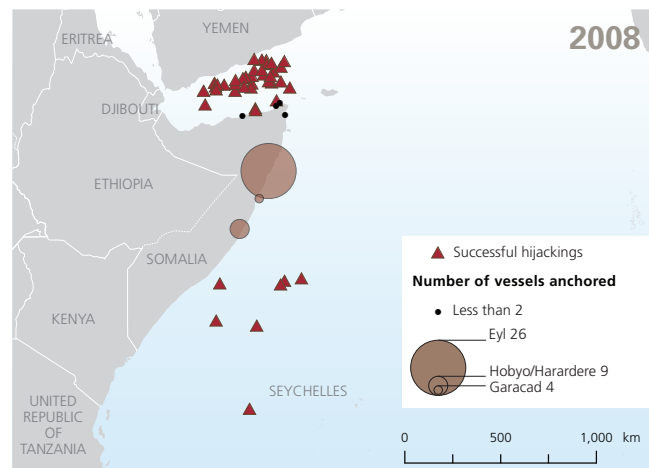 YEMEN
2008
ERITREA
DJIBOUTI
ETHIOPIA
SOMALIA
Successful hijackings
Number of vessels anchored
Less than 2
KENYA
Eyl 26
Hobyo/Harardere 9
Garacad 4
SEYCHELLES
UNITED
REPUBLIC
OF
TANZANIA
0 500 1,000 km